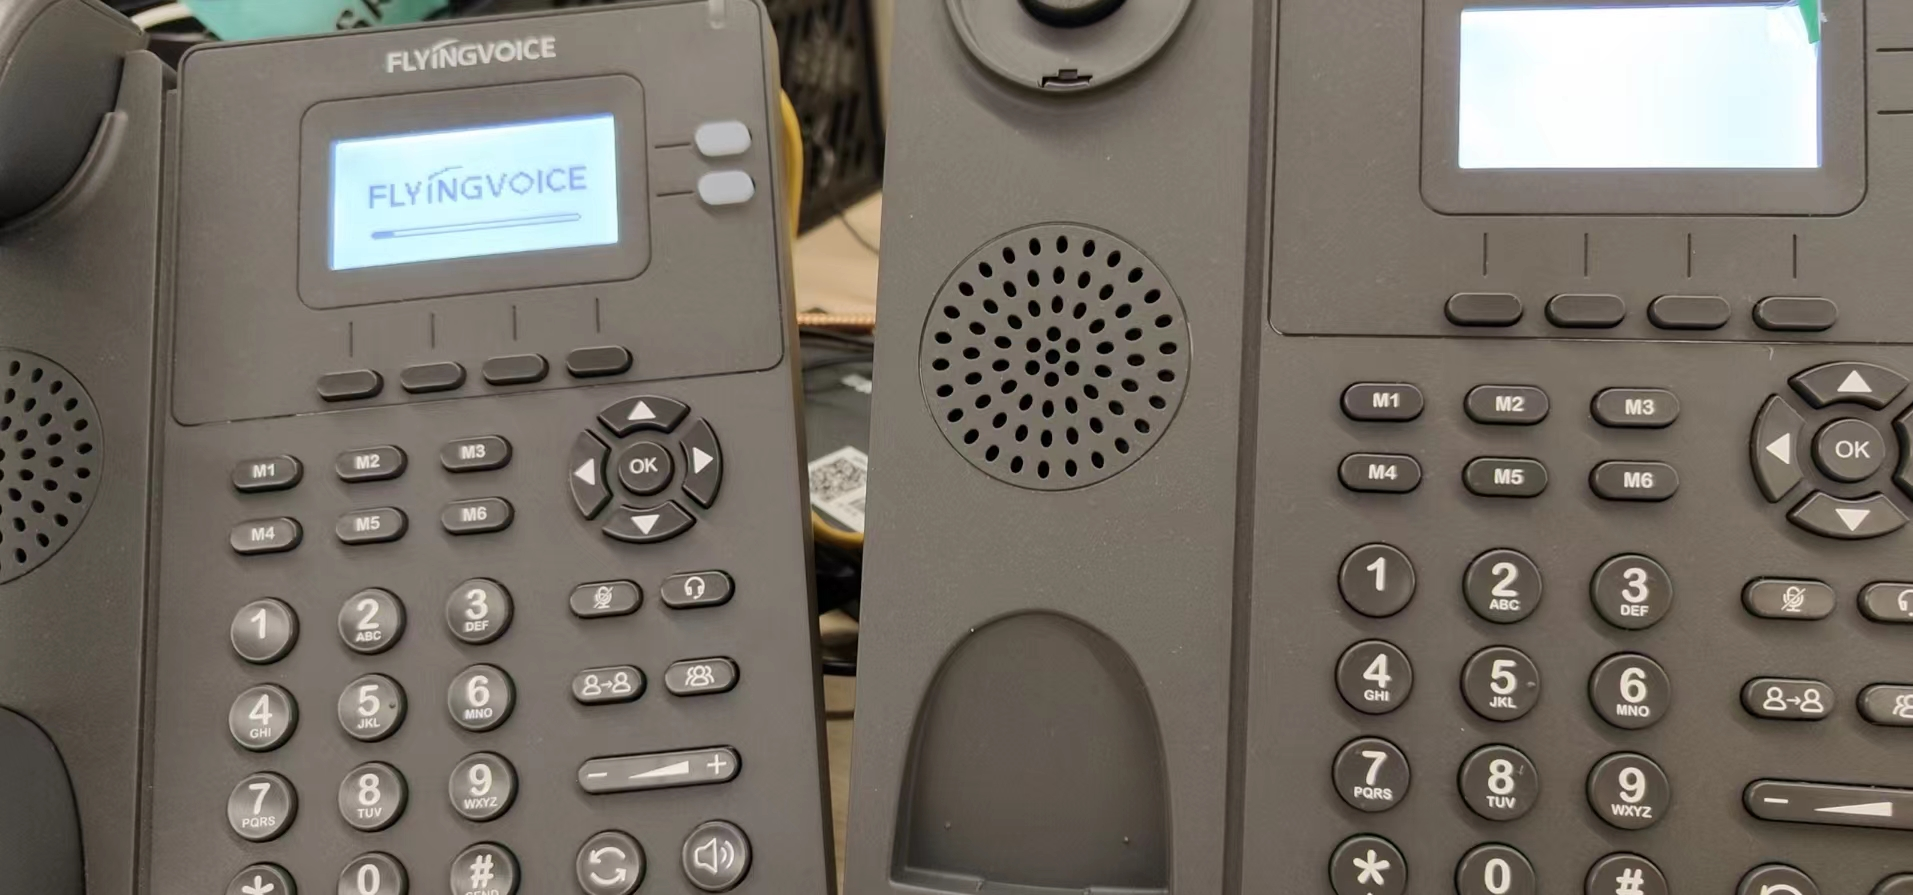 FLYINGVOICE
FLYINGVOICE
M1 M2 M3
M4 M5 M6
OK
1 2 ABC 3 DEF
4 GHI 5 JKL 6 MNO
7 PQRS 8 TUV 9 WXYZ
- +
* 0 # SEND
M1 M2 M3
M4 M5 M6
OK
1 2 ABC 3 DEF
4 GHI 5 JKL 6 MNO
7 PQRS 8 TUV 9 WXYZ
-
* 0 #